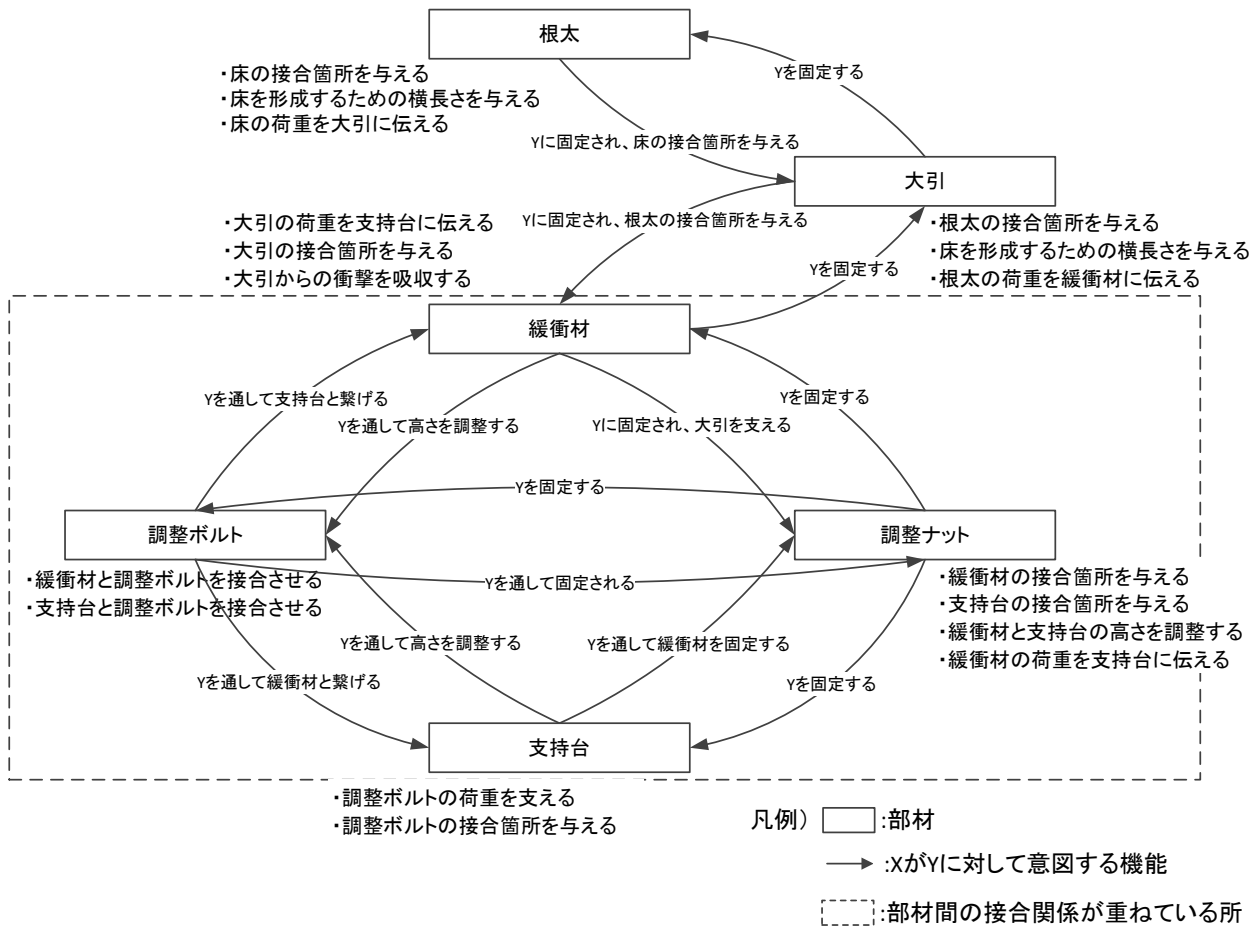 根太
・床の接合箇所を与える
・床を形成するための横長さを与える
・床の荷重を大引に伝える
Yを固定する
Yに固定され、床の接合箇所を与える
大引
・大引の荷重を支持台に伝える
・大引の接合箇所を与える
・大引からの衝撃を吸収する
Yに固定され、根太の接合箇所を与える
・根太の接合箇所を与える
・床を形成するための横長さを与える
・根太の荷重を緩衝材に伝える
Yを固定する
緩衝材
Yを通して支持台と繋げる
Yを通して高さを調整する
Yに固定され、大引を支える
Yを固定する
Yを固定する
調整ボルト
調整ナット
・緩衝材と調整ボルトを接合させる
・支持台と調整ボルトを接合させる
Yを通して固定される
・緩衝材の接合箇所を与える
・支持台の接合箇所を与える
・緩衝材と支持台の高さを調整する
・緩衝材の荷重を支持台に伝える
Yを通して高さを調整する
Yを通して緩衝材を固定する
Yを通して緩衝材と繋げる
Yを固定する
支持台
・調整ボルトの荷重を支える
・調整ボルトの接合箇所を与える
凡例） :部材
:XがYに対して意図する機能
:部材間の接合関係が重ねている所